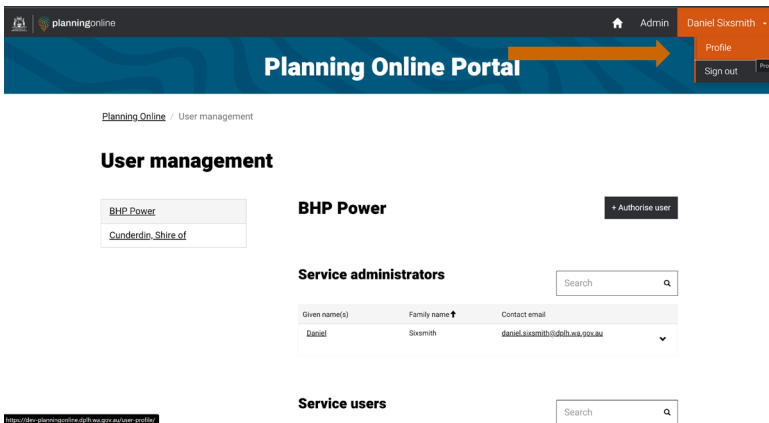 planningonline
Admin
Daniel Sixsmith
Profile
Pro
Sign out
Planning Online Portal
Planning Online / User management
User management
BHP Power
Cunderdin, Shire of
BHP Power
+ Authorise user
Service administrators
Search
Given name(s) Family name Contact email
Daniel Sixsmith daniel.sixsmith@dplh.wa.gov.au
Service users
Search
https://dev-planningonline.dplh.wa.gov.au/user-profile/